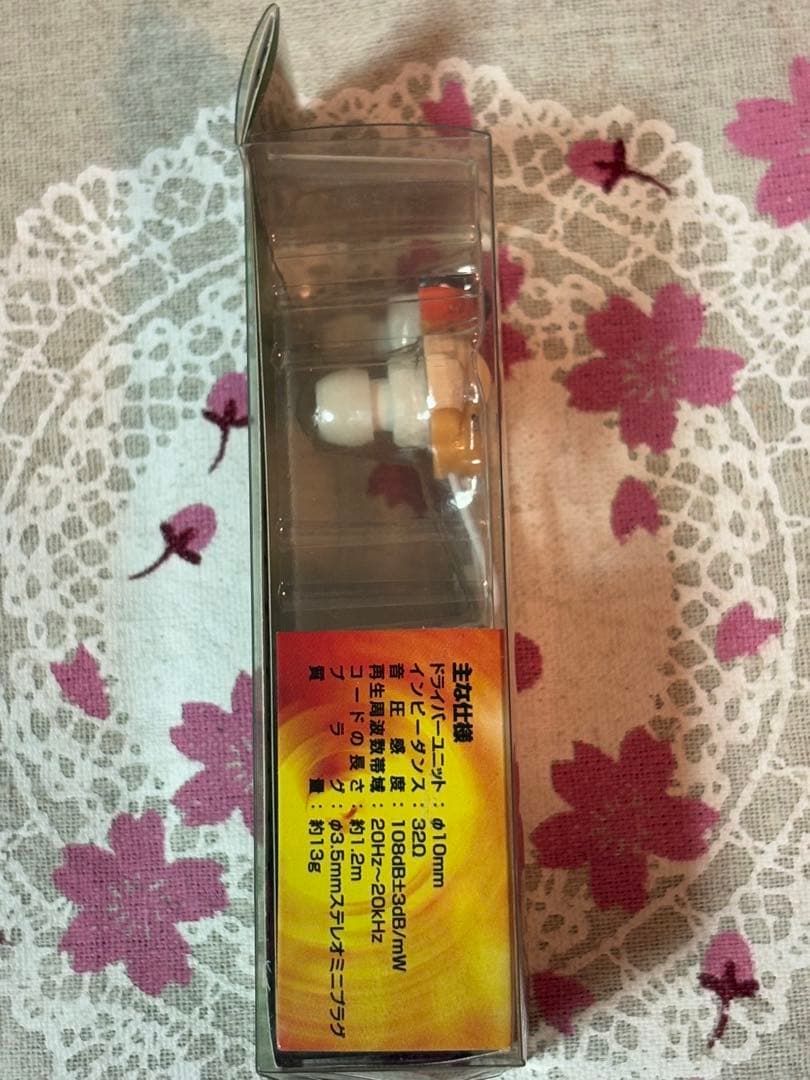 主な仕様
ドライバーユニット：φ10mm
インピーダンス：32Ω
音圧感度：108dB±3dB/mW
再生周波数帯域：20Hz～20kHz
コードの長さ：約1.2m
プラグ：φ3.5mmステレオミニプラグ
質量：約13g